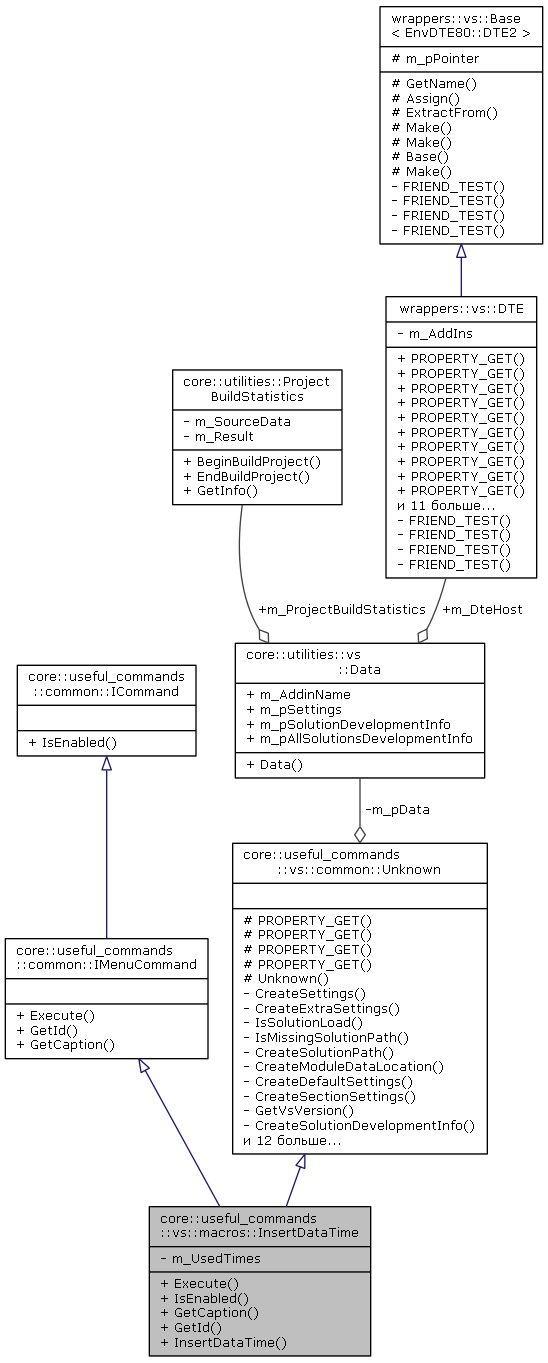 wrappers::vs::Base
< EnvDTE80::DTE2 >
# m_pPointer
# GetName()
# Assign()
# ExtractFrom()
# Make()
# Make()
# Base()
# Make()
- FRIEND_TEST()
- FRIEND_TEST()
- FRIEND_TEST()
- FRIEND_TEST()
wrappers::vs::DTE
- m_AddIns
+ PROPERTY_GET()
+ PROPERTY_GET()
+ PROPERTY_GET()
+ PROPERTY_GET()
+ PROPERTY_GET()
+ PROPERTY_GET()
+ PROPERTY_GET()
+ PROPERTY_GET()
+ PROPERTY_GET()
+ PROPERTY_GET()
и 11 больше...
- FRIEND_TEST()
- FRIEND_TEST()
- FRIEND_TEST()
- FRIEND_TEST()
core::utilities::Project
BuildStatistics
- m_SourceData
- m_Result
+ BeginBuildProject()
+ EndBuildProject()
+ GetInfo()
+m_ProjectBuildStatistics
+m_DteHost
core::utilities::vs
::Data
+ m_AddinName
+ m_pSettings
+ m_pSolutionDevelopmentInfo
+ m_pAllSolutionsDevelopmentInfo
+ Data()
core::useful_commands
::common::ICommand
+ IsEnabled()
-m_pData
core::useful_commands
::vs::common::Unknown
# PROPERTY_GET()
# PROPERTY_GET()
# PROPERTY_GET()
# PROPERTY_GET()
# Unknown()
- CreateSettings()
- CreateExtraSettings()
- IsSolutionLoad()
- IsMissingSolutionPath()
- CreateSolutionPath()
- CreateModuleDataLocation()
- CreateDefaultSettings()
- CreateSectionSettings()
- GetVsVersion()
- CreateSolutionDevelopmentInfo()
и 12 больше...
core::useful_commands
::common::IMenuCommand
+ Execute()
+ GetId()
+ GetCaption()
core::useful_commands
::vs::macros::InsertDataTime
- m_UsedTimes
+ Execute()
+ IsEnabled()
+ GetCaption()
+ GetId()
+ InsertDataTime()